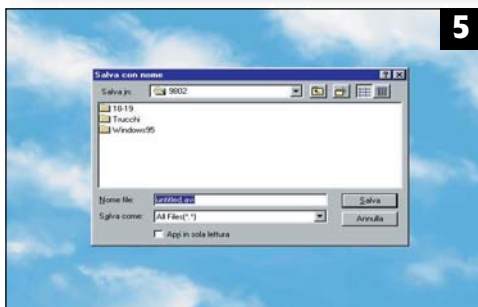 5
Salva con nome
Salva in: 9802
18-19
Trucchi
Windows95
Nome file: untitled.avi Salva
Salva come: All Files(*.*) Annulla
Apri in sola lettura